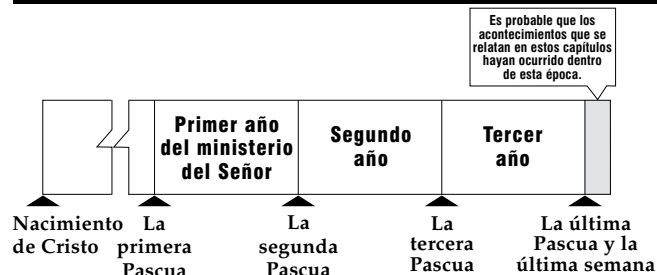 Es probable que los
acontecimientos que se
relatan en estos capítulos
hayan ocurrido dentro
de esta época.
Primer año
del ministerio
del Señor
Segundo
año
Tercer
año
Nacimiento
de Cristo
La
primera
Pascua
La
segunda
Pascua
La
tercera
Pascua
La última
Pascua y la
última semana